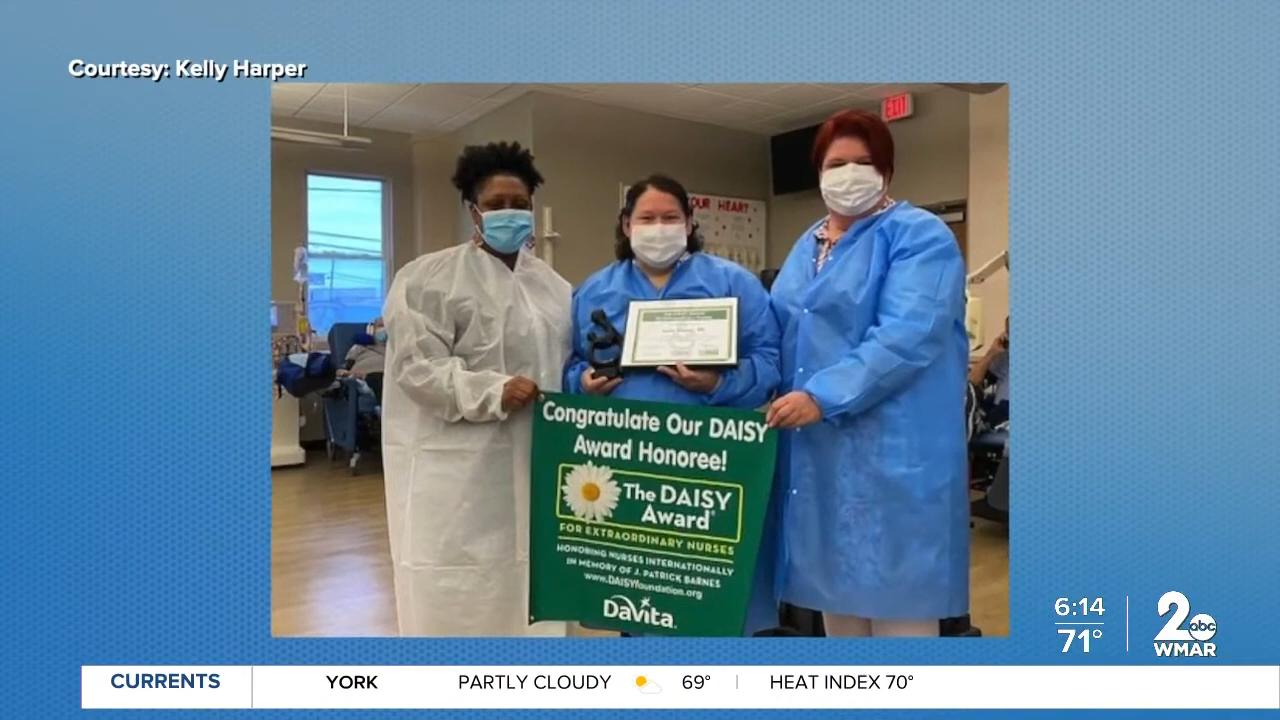 Courtesy: Kelly Harper
EXIT
OUR HEART
Congratulate Our DAISY
Award Honoree!
The DAISY
Award
FOR EXTRAORDINARY NURSES
HONORING NURSES INTERNATIONALLY
IN MEMORY OF J. PATRICK BARNES
www.DAISYfoundation.org
DaVita.
6:14
71°
2 abc
WMAR
CURRENTS YORK PARTLY CLOUDY 69° HEAT INDEX 70°